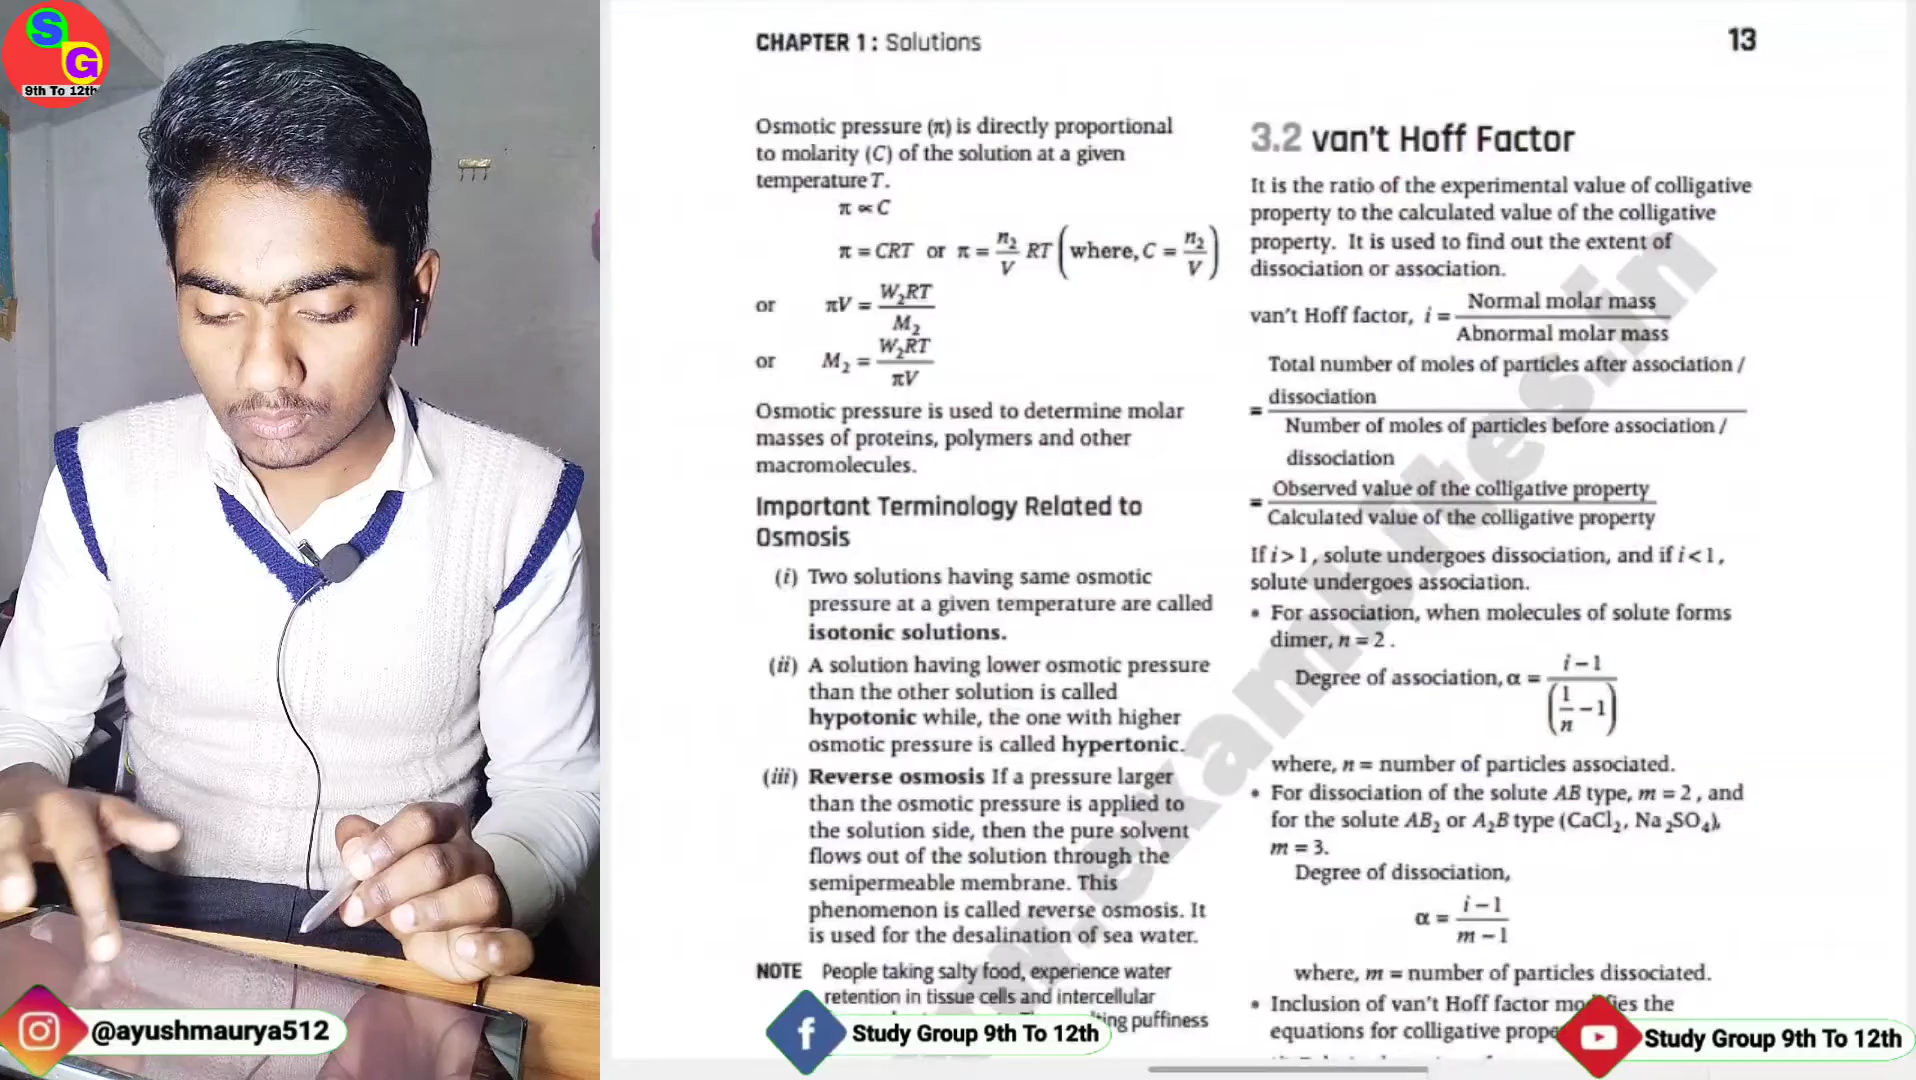 S
G
9th To 12th
CHAPTER 1 : Solutions
13
Osmotic pressure (π) is directly proportional
to molarity (C) of the solution at a given
temperature T.
π ∝ C
π = CRT or π = n₂/V RT (where, C = n₂/V)
or πV = W₂RT/M₂
or M₂ = W₂RT/πV
Osmotic pressure is used to determine molar
masses of proteins, polymers and other
macromolecules.
Important Terminology Related to
Osmosis
(i) Two solutions having same osmotic
pressure at a given temperature are called
isotonic solutions.
(ii) A solution having lower osmotic pressure
than the other solution is called
hypotonic while, the one with higher
osmotic pressure is called hypertonic.
(iii) Reverse osmosis If a pressure larger
than the osmotic pressure is applied to
the solution side, then the pure solvent
flows out of the solution through the
semipermeable membrane. This
phenomenon is called reverse osmosis. It
is used for the desalination of sea water.
NOTE People taking salty food, experience water
retention in tissue cells and intercellular
puffiness
3.2 van't Hoff Factor
It is the ratio of the experimental value of colligative
property to the calculated value of the colligative
property. It is used to find out the extent of
dissociation or association.
van't Hoff factor, i = Normal molar mass / Abnormal molar mass
= Total number of moles of particles after association /
dissociation
Number of moles of particles before association /
dissociation
= Observed value of the colligative property
Calculated value of the colligative property
If i > 1, solute undergoes dissociation, and if i < 1,
solute undergoes association.
• For association, when molecules of solute forms
dimer, n = 2 .
Degree of association, α = (i − 1)/(1/n − 1)
where, n = number of particles associated.
• For dissociation of the solute AB type, m = 2 , and
for the solute AB₂ or A₂B type (CaCl₂, Na₂SO₄),
m = 3.
Degree of dissociation,
α = (i − 1)/(m − 1)
where, m = number of particles dissociated.
• Inclusion of van't Hoff factor modifies the
equations for colligative
@ayushmaurya512
Study Group 9th To 12th
Study Group 9th To 12th